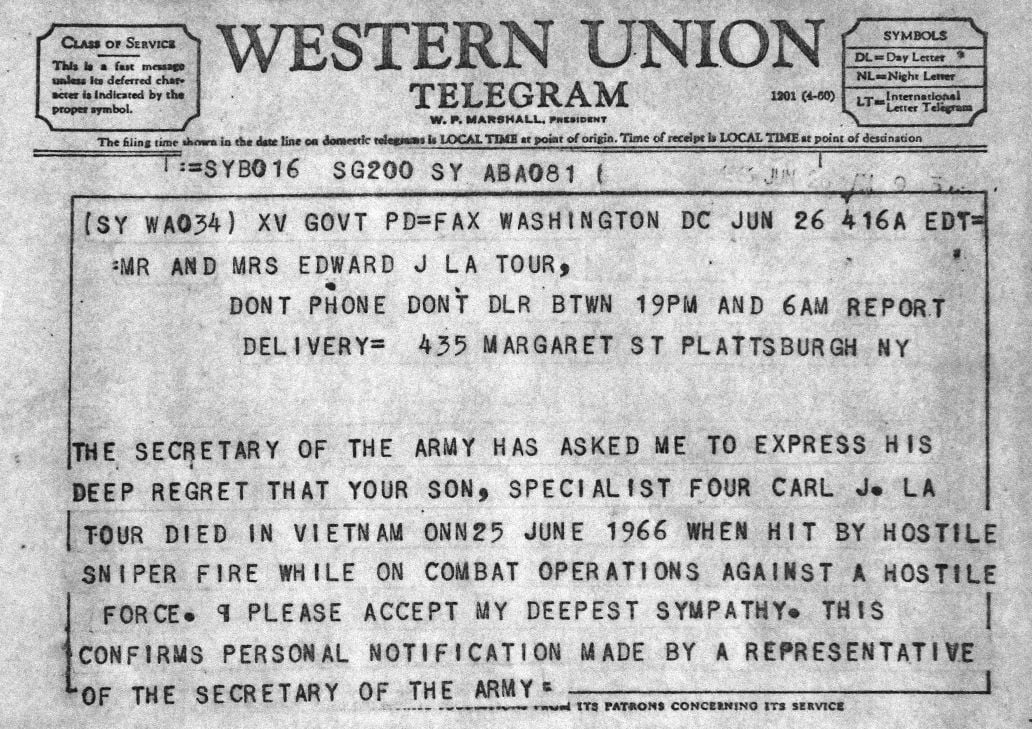 CLASS OF SERVICE
This is a fast message
unless its deferred char-
acter is indicated by the
proper symbol.
WESTERN UNION
TELEGRAM
W. P. MARSHALL, PRESIDENT
1201 (4-60)
SYMBOLS
DL=Day Letter
NL=Night Letter
LT=International Letter Telegram
The filing time shown in the date line on domestic telegrams is LOCAL TIME at point of origin. Time of receipt is LOCAL TIME at point of destination
:=SYB016 SG200 SY ABA081 (
JUN
(SY WA034) XV GOVT PD=FAX WASHINGTON DC JUN 26 416A EDT=
:MR AND MRS EDWARD J LA TOUR,
DONT PHONE DON'T DLR BTWN 19PM AND 6AM REPORT
DELIVERY= 435 MARGARET ST PLATTSBURGH NY
THE SECRETARY OF THE ARMY HAS ASKED ME TO EXPRESS HIS
DEEP REGRET THAT YOUR SON, SPECIALIST FOUR CARL J. LA
TOUR DIED IN VIETNAM ONN25 JUNE 1966 WHEN HIT BY HOSTILE
SNIPER FIRE WHILE ON COMBAT OPERATIONS AGAINST A HOSTILE
FORCE. ¶ PLEASE ACCEPT MY DEEPEST SYMPATHY. THIS
CONFIRMS PERSONAL NOTIFICATION MADE BY A REPRESENTATIVE
OF THE SECRETARY OF THE ARMY=
FROM ITS PATRONS CONCERNING ITS SERVICE